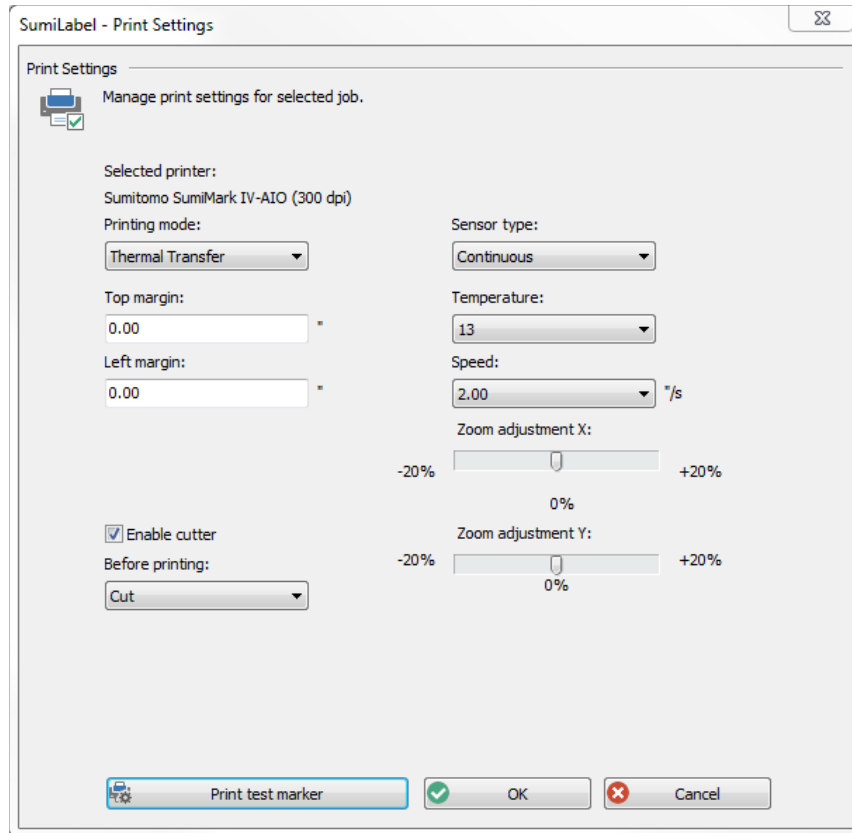 SumiLabel - Print Settings
Print Settings
Manage print settings for selected job.
Selected printer:
Sumitomo SumiMark IV-AIO (300 dpi)
Printing mode:
Sensor type:
Thermal Transfer
Continuous
Top margin:
Temperature:
0.00 "
13
Left margin:
Speed:
0.00 "
2.00 "/s
Zoom adjustment X:
-20% +20%
0%
Enable cutter
Zoom adjustment Y:
Before printing:
-20% +20%
0%
Cut
Print test marker
OK
Cancel